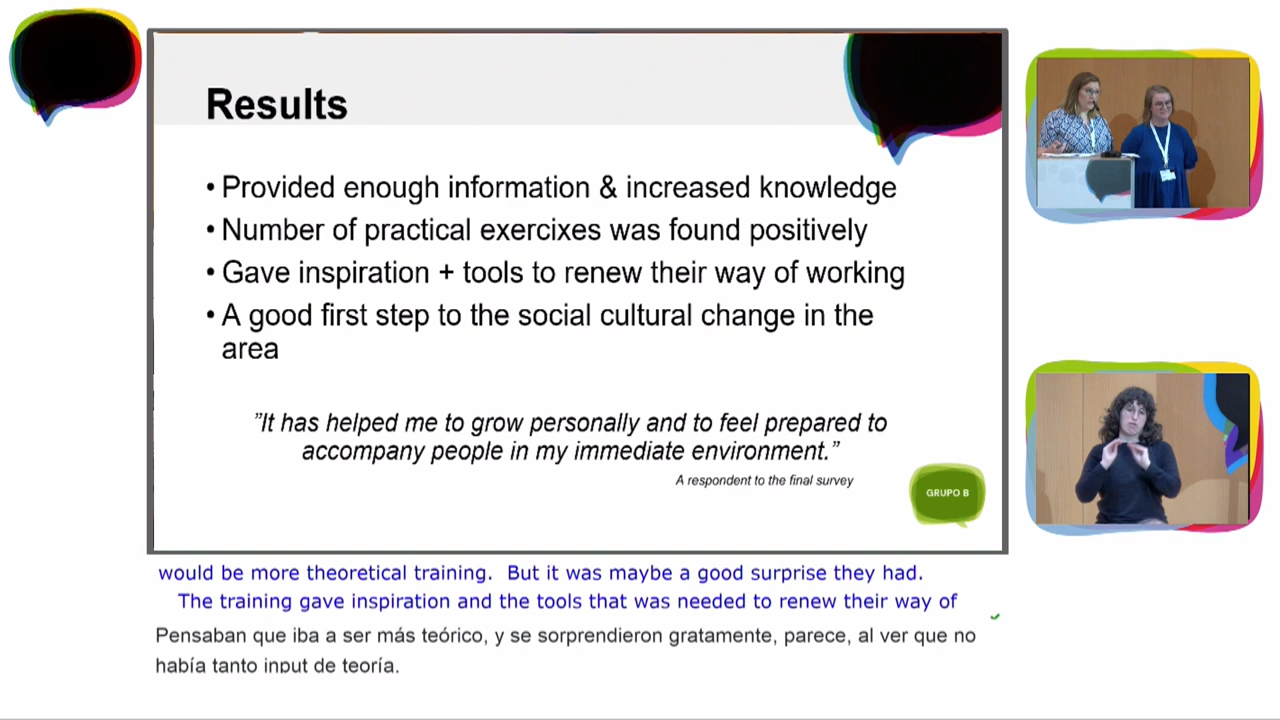 Results
• Provided enough information & increased knowledge
• Number of practical exercixes was found positively
• Gave inspiration + tools to renew their way of working
• A good first step to the social cultural change in the
area
”It has helped me to grow personally and to feel prepared to
accompany people in my immediate environment.”
A respondent to the final survey
GRUPO B
would be more theoretical training.  But it was maybe a good surprise they had.
The training gave inspiration and the tools that was needed to renew their way of
Pensaban que iba a ser más teórico, y se sorprendieron gratamente, parece, al ver que no
había tanto input de teoría.